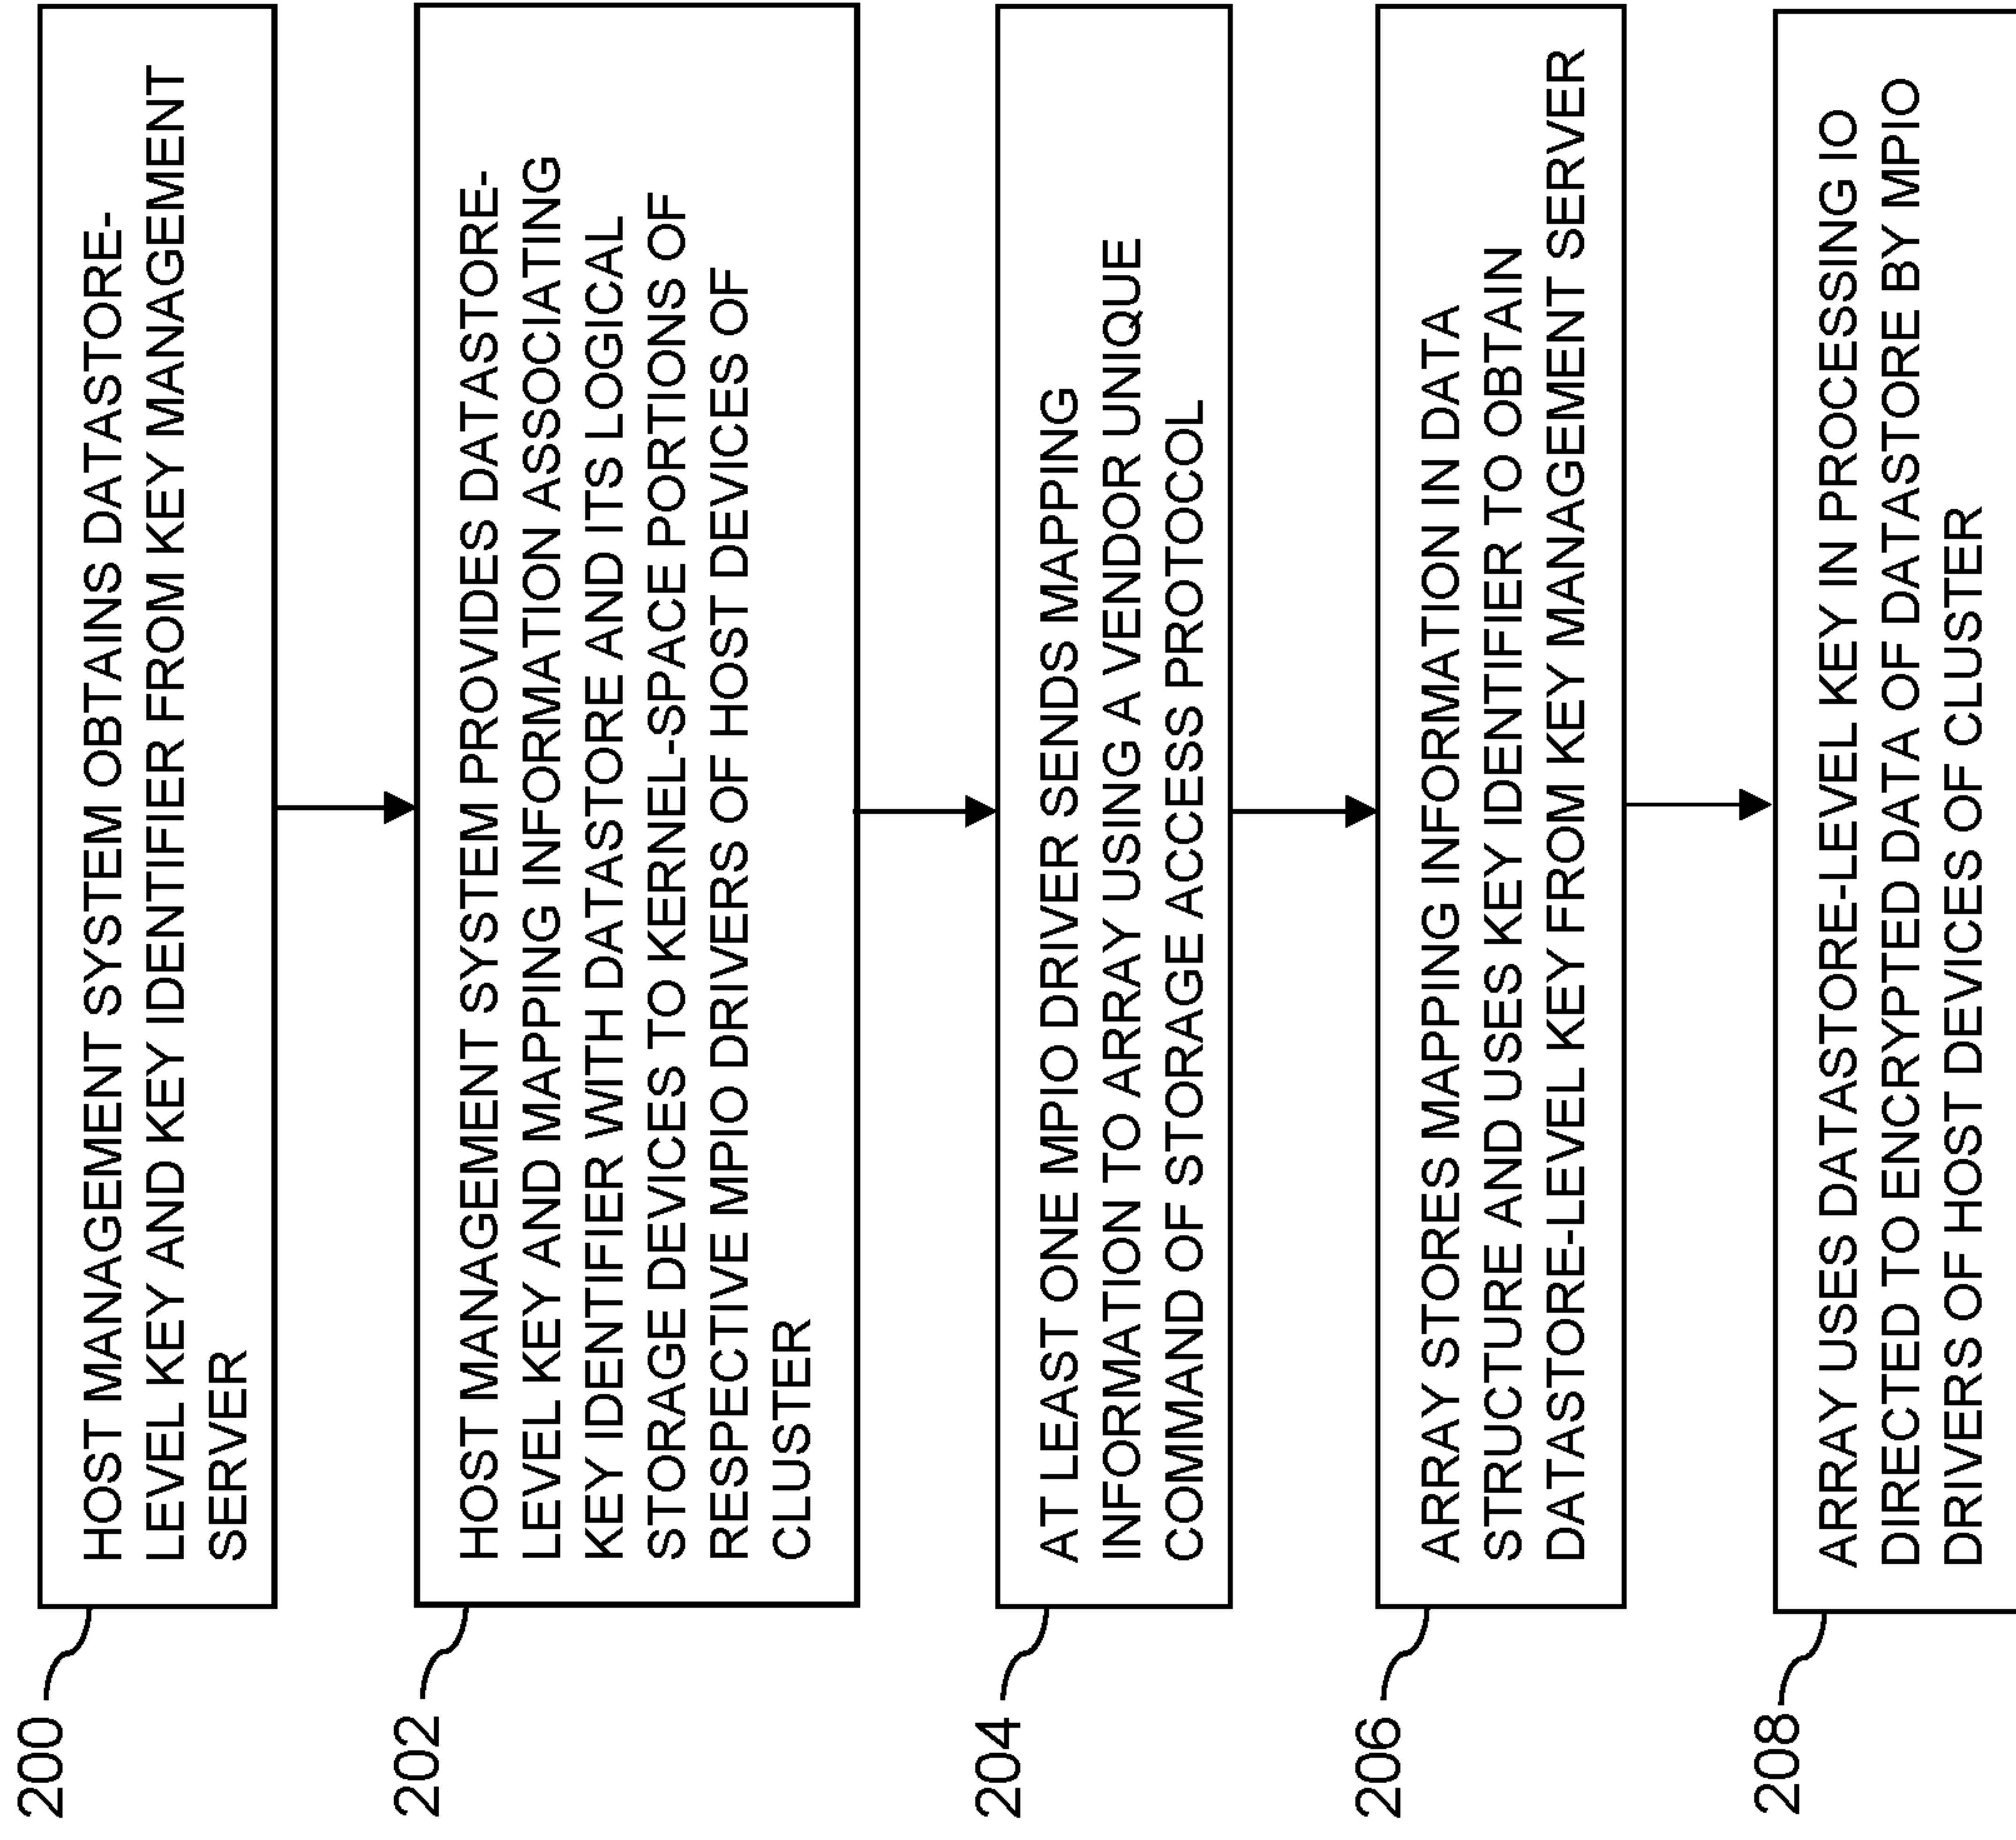 200
HOST MANAGEMENT SYSTEM OBTAINS DATASTORE-
LEVEL KEY AND KEY IDENTIFIER FROM KEY MANAGEMENT
SERVER
202
HOST MANAGEMENT SYSTEM PROVIDES DATASTORE-
LEVEL KEY AND MAPPING INFORMATION ASSOCIATING
KEY IDENTIFIER WITH DATASTORE AND ITS LOGICAL
STORAGE DEVICES TO KERNEL-SPACE PORTIONS OF
RESPECTIVE MPIO DRIVERS OF HOST DEVICES OF
CLUSTER
204
AT LEAST ONE MPIO DRIVER SENDS MAPPING
INFORMATION TO ARRAY USING A VENDOR UNIQUE
COMMAND OF STORAGE ACCESS PROTOCOL
206
ARRAY STORES MAPPING INFORMATION IN DATA
STRUCTURE AND USES KEY IDENTIFIER TO OBTAIN
DATASTORE-LEVEL KEY FROM KEY MANAGEMENT SERVER
208
ARRAY USES DATASTORE-LEVEL KEY IN PROCESSING IO
DIRECTED TO ENCRYPTED DATA OF DATASTORE BY MPIO
DRIVERS OF HOST DEVICES OF CLUSTER